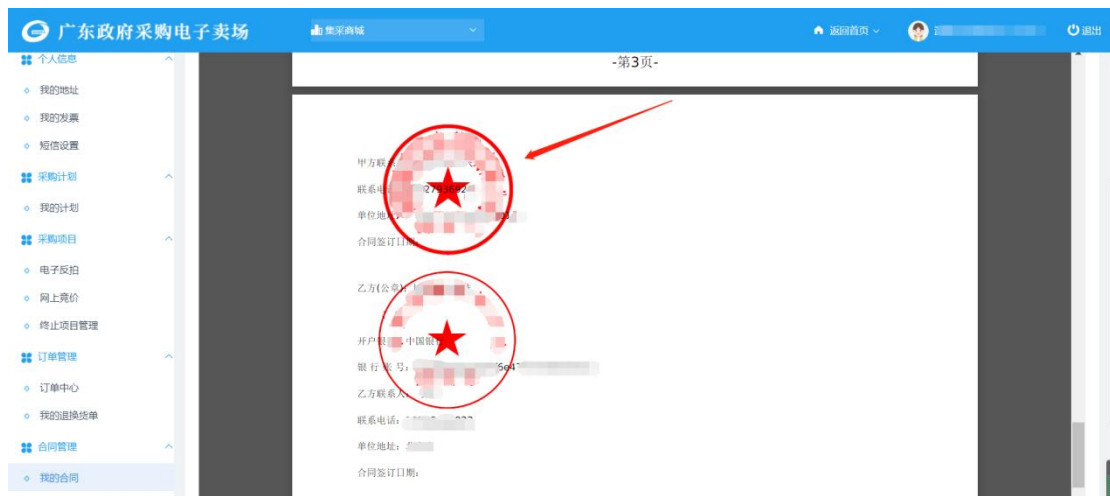 广东政府采购电子卖场
集采商城
返回首页
退出
个人信息
我的地址
我的发票
短信设置
采购计划
我的计划
采购项目
电子反拍
网上竞价
终止项目管理
订单管理
订单中心
我的退换货单
合同管理
我的合同
-第3页-
甲方联
联系电
单位地
合同签订日期
乙方(公章):
开户银 中国银
银 行 账 号:
乙方联系人:
联系电话:
单位地址:
合同签订日期: